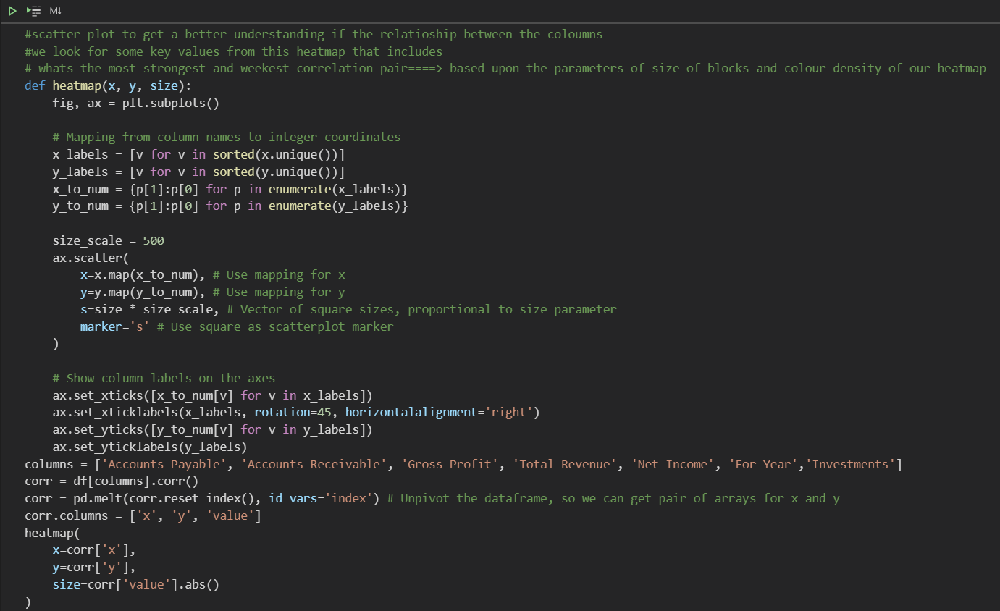 M↓
#scatter plot to get a better understanding if the relatioship between the coloumns
#we look for some key values from this heatmap that includes
# whats the most strongest and weekest correlation pair====> based upon the parameters of size of blocks and colour density of our heatmap
def heatmap(x, y, size):
    fig, ax = plt.subplots()

    # Mapping from column names to integer coordinates
    x_labels = [v for v in sorted(x.unique())]
    y_labels = [v for v in sorted(y.unique())]
    x_to_num = {p[1]:p[0] for p in enumerate(x_labels)}
    y_to_num = {p[1]:p[0] for p in enumerate(y_labels)}

    size_scale = 500
    ax.scatter(
        x=x.map(x_to_num), # Use mapping for x
        y=y.map(y_to_num), # Use mapping for y
        s=size * size_scale, # Vector of square sizes, proportional to size parameter
        marker='s' # Use square as scatterplot marker
    )

    # Show column labels on the axes
    ax.set_xticks([x_to_num[v] for v in x_labels])
    ax.set_xticklabels(x_labels, rotation=45, horizontalalignment='right')
    ax.set_yticks([y_to_num[v] for v in y_labels])
    ax.set_yticklabels(y_labels)
columns = ['Accounts Payable', 'Accounts Receivable', 'Gross Profit', 'Total Revenue', 'Net Income', 'For Year','Investments']
corr = df[columns].corr()
corr = pd.melt(corr.reset_index(), id_vars='index') # Unpivot the dataframe, so we can get pair of arrays for x and y
corr.columns = ['x', 'y', 'value']
heatmap(
    x=corr['x'],
    y=corr['y'],
    size=corr['value'].abs()
)